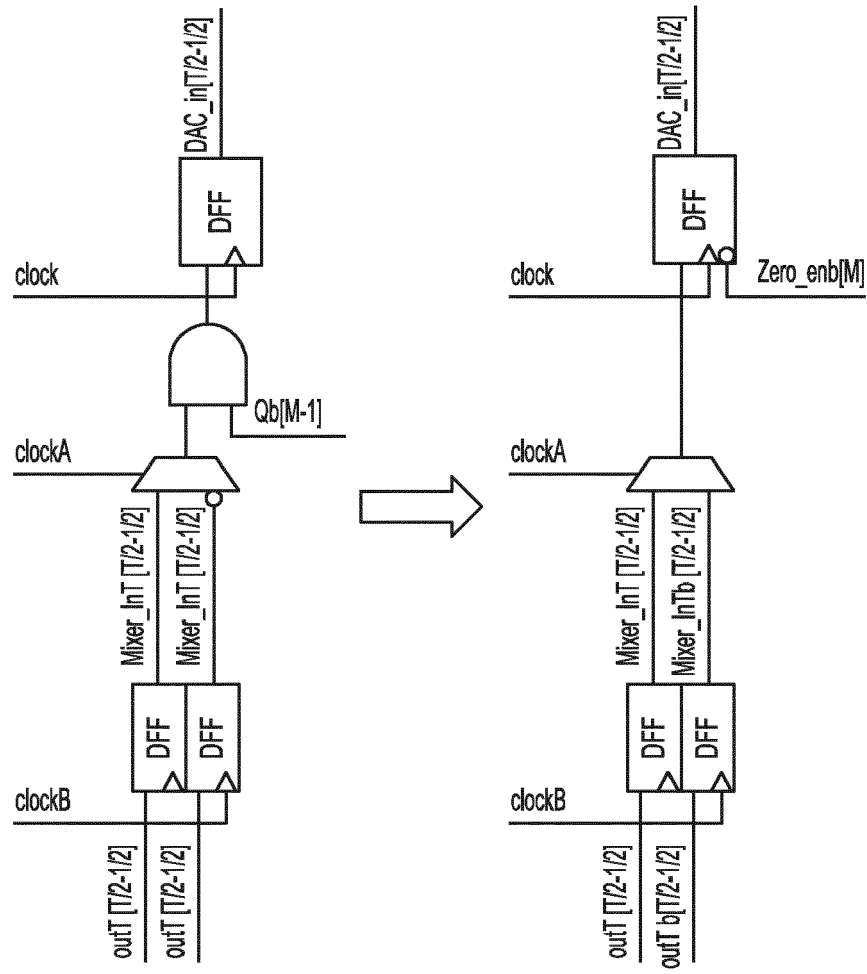 DAC_in[T/2-1/2]
DFF
clock
Qb[M-1]
clockA
Mixer_InT [T/2-1/2]
Mixer_InT [T/2-1/2]
DFF
DFF
clockB
outT [T/2-1/2]
outT [T/2-1/2]
DAC_in[T/2-1/2]
DFF
clock
Zero_enb[M]
clockA
Mixer_InT [T/2-1/2]
Mixer_InTb [T/2-1/2]
DFF
DFF
clockB
outT [T/2-1/2]
outT b[T/2-1/2]